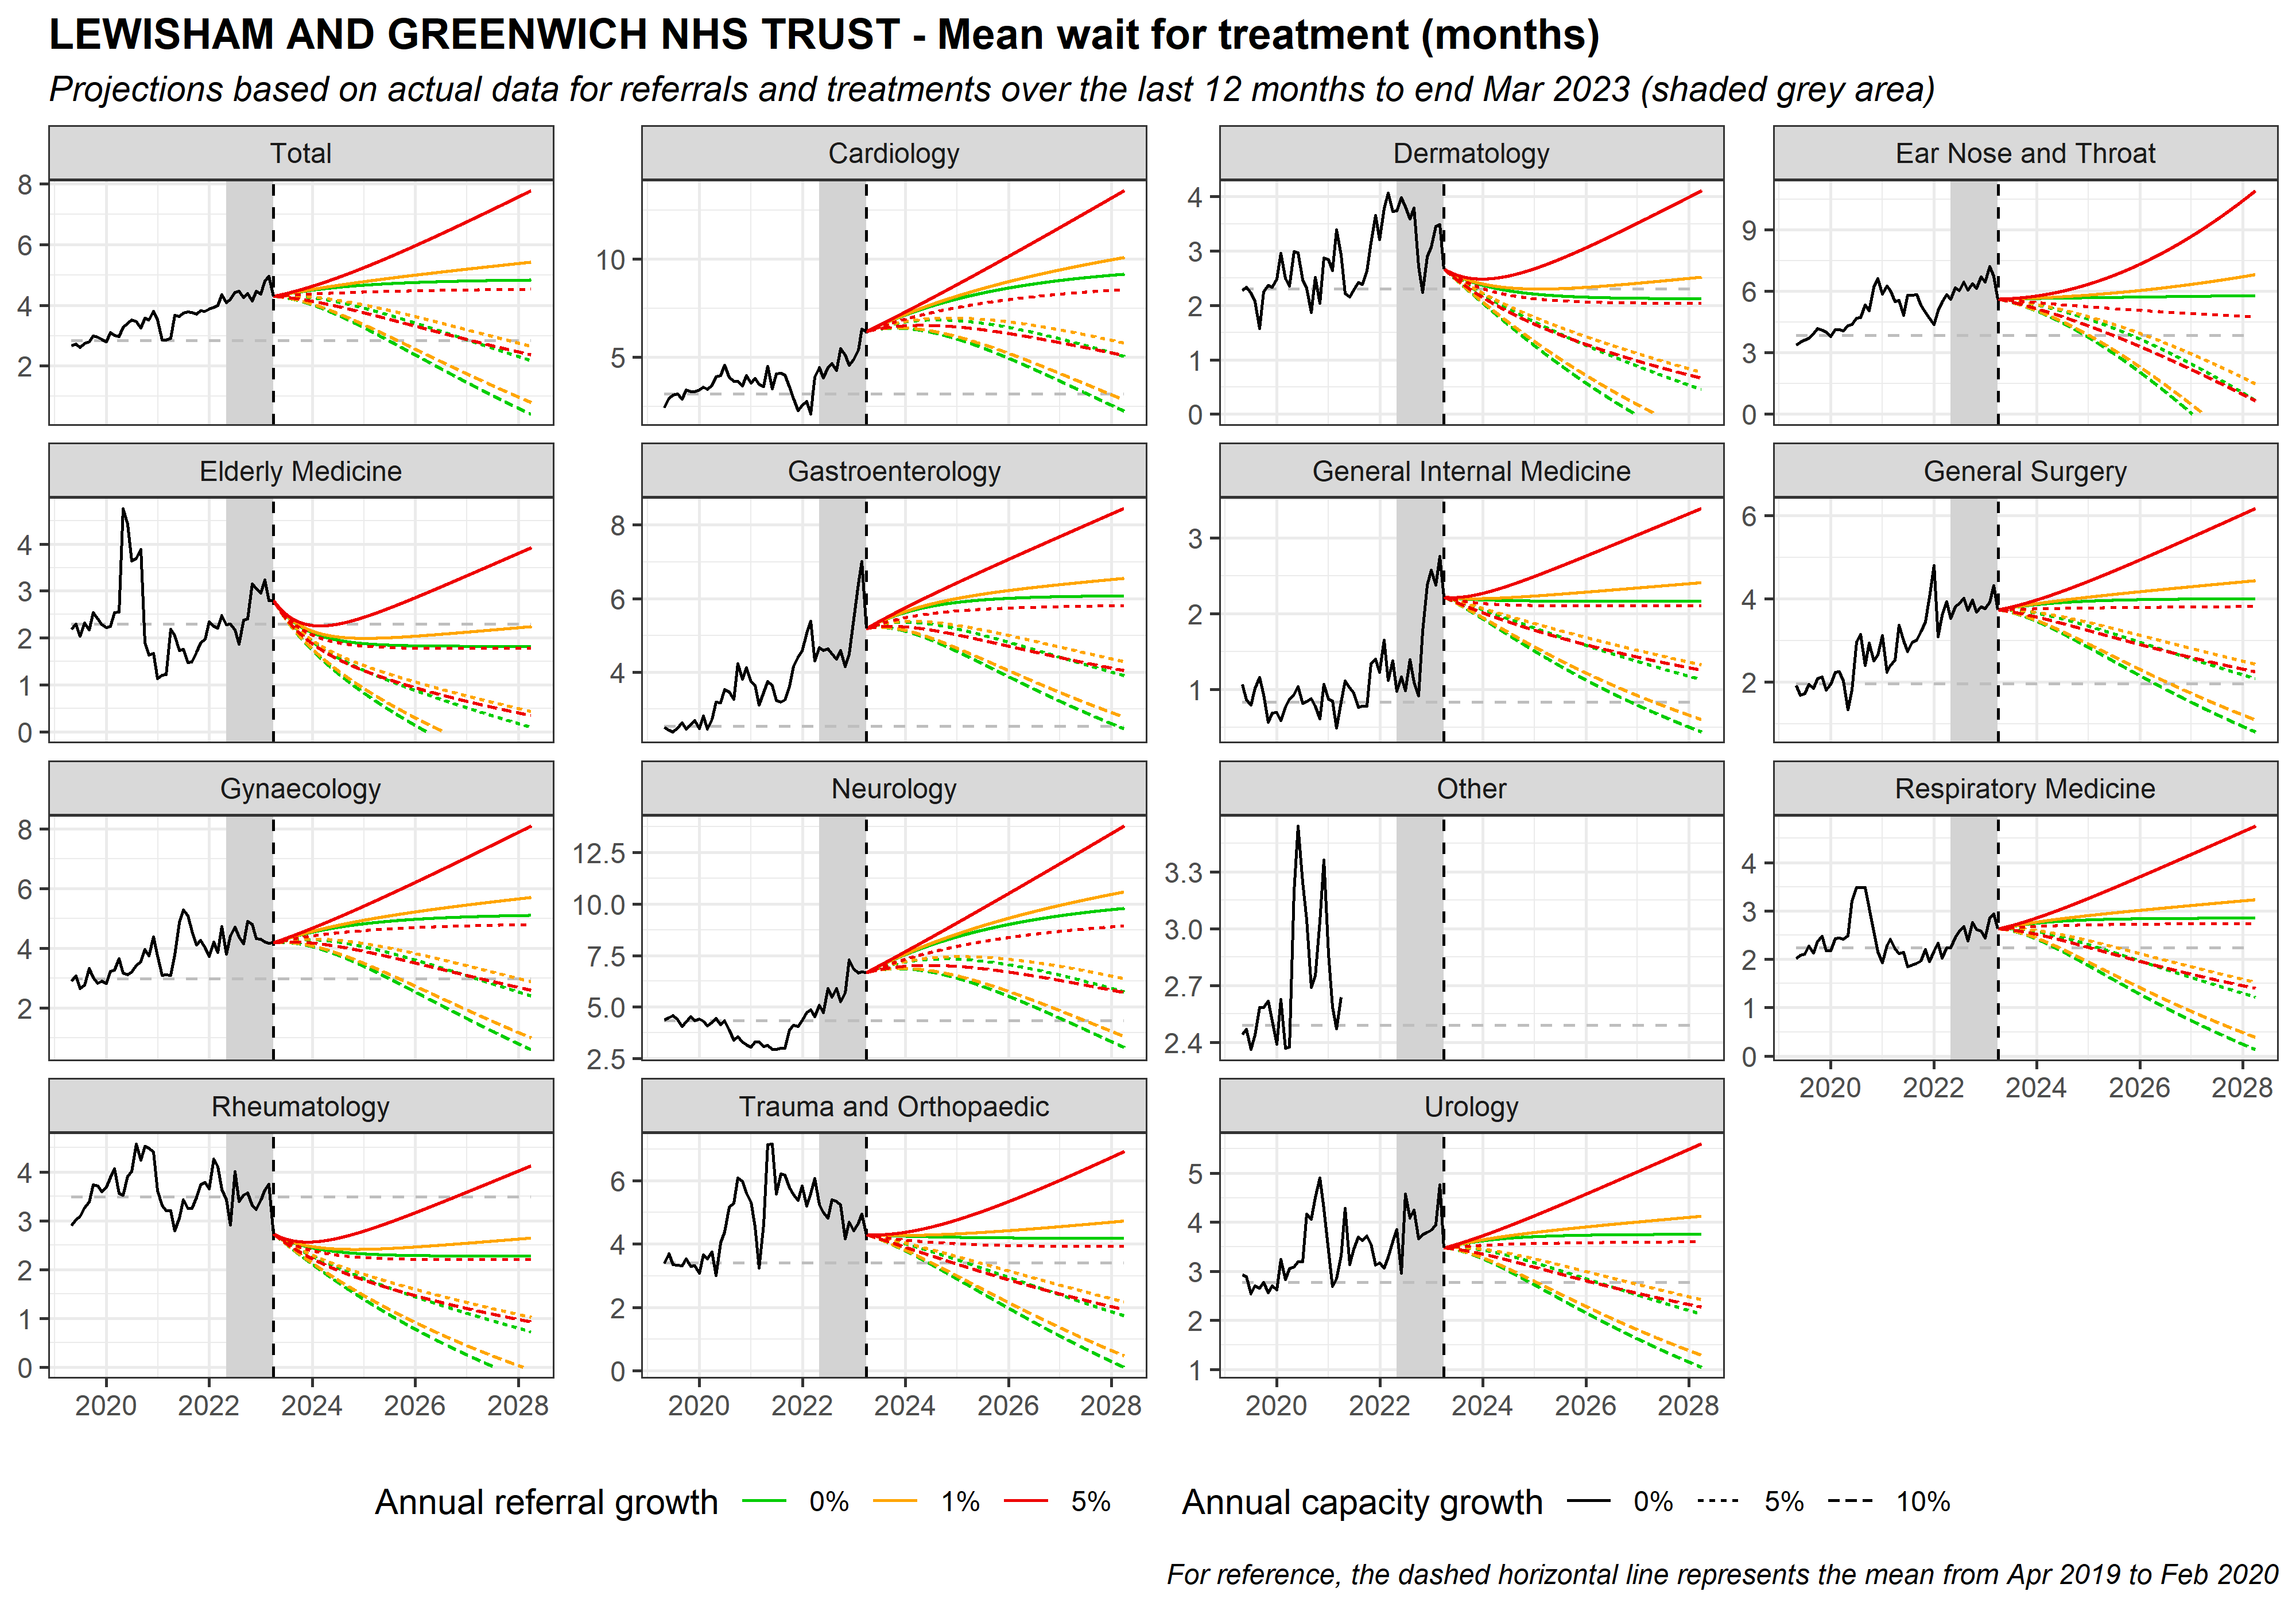 LEWISHAM AND GREENWICH NHS TRUST - Mean wait for treatment (months)
Projections based on actual data for referrals and treatments over the last 12 months to end Mar 2023 (shaded grey area)
Total
Cardiology
Dermatology
Ear Nose and Throat
8
6
4
2
10
5
4
3
2
1
0
9
6
3
0
Elderly Medicine
Gastroenterology
General Internal Medicine
General Surgery
4
3
2
1
0
8
6
4
3
2
1
6
4
2
Gynaecology
Neurology
Other
Respiratory Medicine
8
6
4
2
12.5
10.0
7.5
5.0
2.5
3.3
3.0
2.7
2.4
4
3
2
1
0
2020 2022 2024 2026 2028
Rheumatology
Trauma and Orthopaedic
Urology
4
3
2
1
0
6
4
2
0
5
4
3
2
1
2020 2022 2024 2026 2028
2020 2022 2024 2026 2028
2020 2022 2024 2026 2028
Annual referral growth 0% 1% 5%
Annual capacity growth 0% 5% 10%
For reference, the dashed horizontal line represents the mean from Apr 2019 to Feb 2020